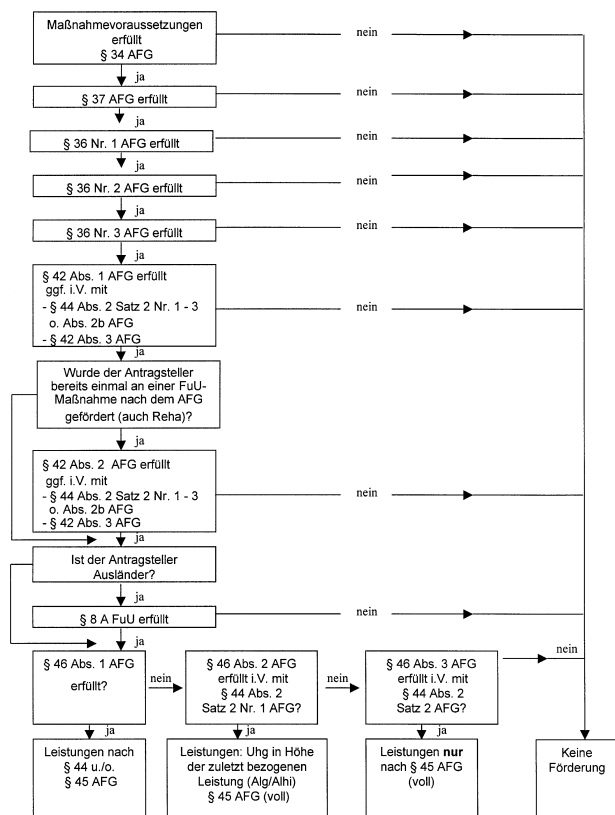 Maßnahmevoraussetzungen
erfüllt
§ 34 AFG
nein
ja
§ 37 AFG erfüllt
nein
ja
§ 36 Nr. 1 AFG erfüllt
nein
ja
§ 36 Nr. 2 AFG erfüllt
nein
ja
§ 36 Nr. 3 AFG erfüllt
nein
ja
§ 42 Abs. 1 AFG erfüllt
ggf. i.V. mit
- § 44 Abs. 2 Satz 2 Nr. 1 - 3
o. Abs. 2b AFG
- § 42 Abs. 3 AFG
nein
ja
Wurde der Antragsteller
bereits einmal an einer FuU-
Maßnahme nach dem AFG
gefördert (auch Reha)?
ja
§ 42 Abs. 2 AFG erfüllt
ggf. i.V. mit
- § 44 Abs. 2 Satz 2 Nr. 1 - 3
o. Abs. 2b AFG
- § 42 Abs. 3 AFG
nein
ja
Ist der Antragsteller
Ausländer?
ja
§ 8 A FuU erfüllt
nein
ja
§ 46 Abs. 1 AFG
erfüllt?
nein
§ 46 Abs. 2 AFG
erfüllt i.V. mit
§ 44 Abs. 2
Satz 2 Nr. 1 AFG?
nein
§ 46 Abs. 3 AFG
erfüllt i.V. mit
§ 44 Abs. 2
Satz 2 AFG?
nein
ja
ja
ja
Leistungen nach
§ 44 u./o.
§ 45 AFG
Leistungen: Uhg in Höhe
der zuletzt bezogenen
Leistung (Alg/Alhi)
§ 45 AFG (voll)
Leistungen nur
nach § 45 AFG
(voll)
Keine
Förderung